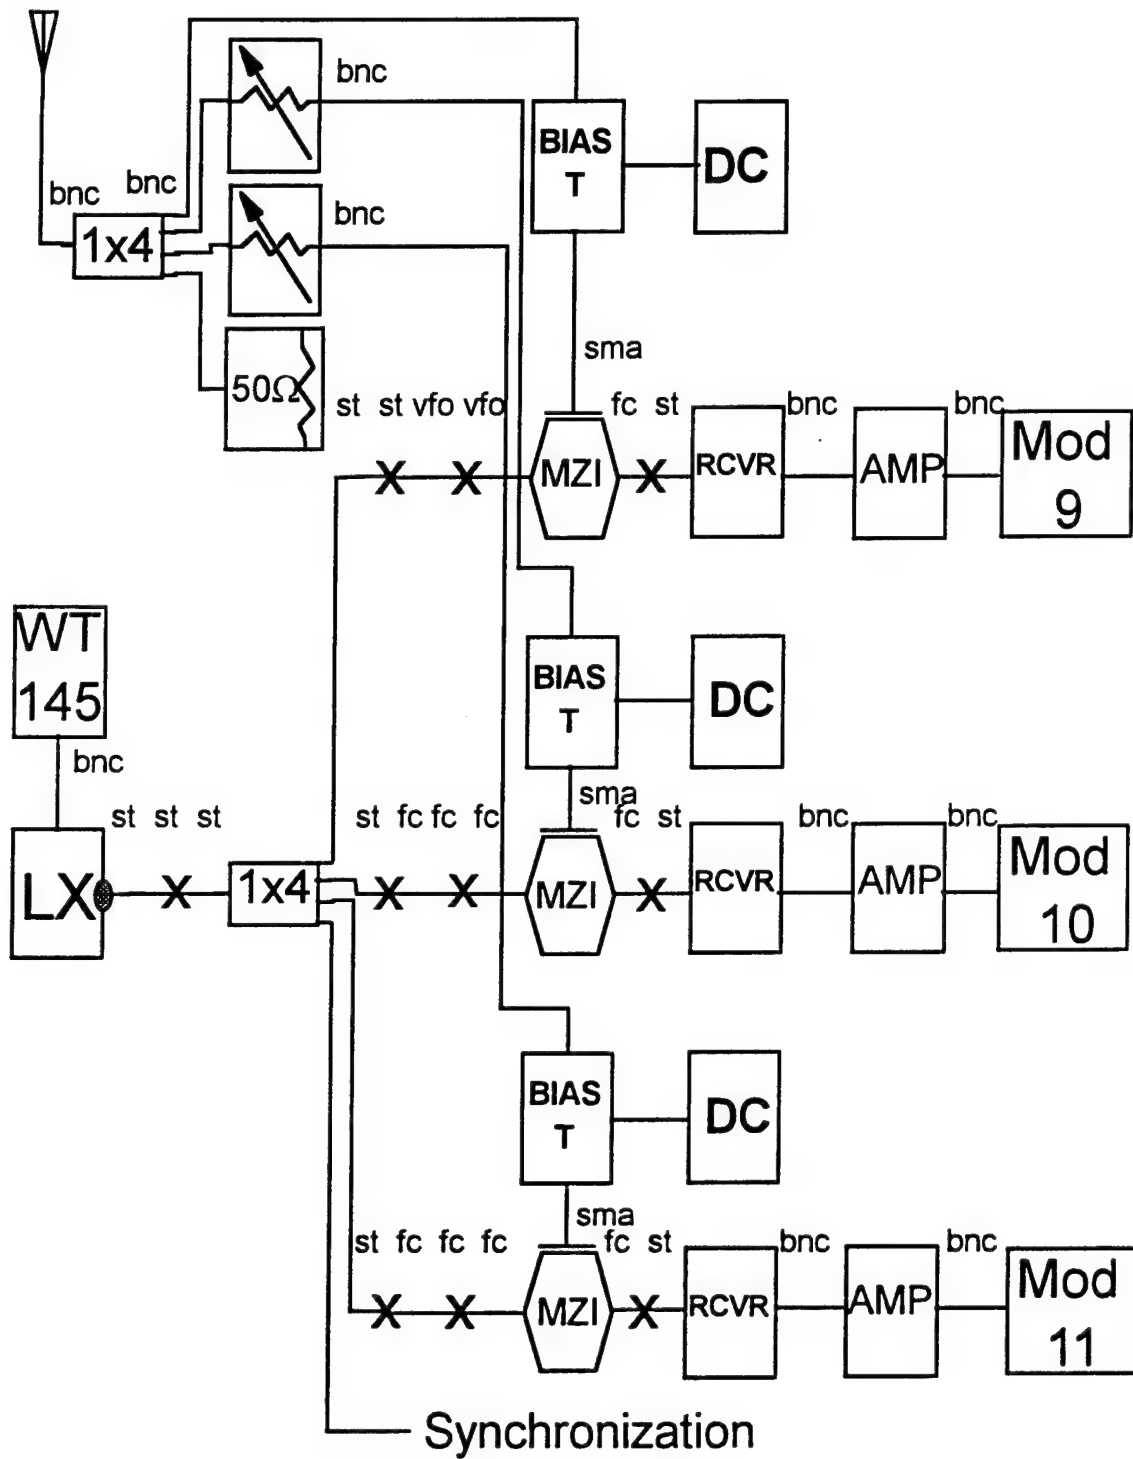 bnc
bnc
bnc
1x4
bnc
50Ω
BIAS
T
DC
sma
st st vfo vfo
MZI
fc st
RCVR
bnc
AMP
bnc
Mod
9
WT
145
bnc
LX
st st st
1x4
BIAS
T
DC
sma
st fc fc fc
MZI
fc st
RCVR
bnc
AMP
bnc
Mod
10
BIAS
T
DC
sma
st fc fc fc
MZI
fc st
RCVR
bnc
AMP
bnc
Mod
11
Synchronization